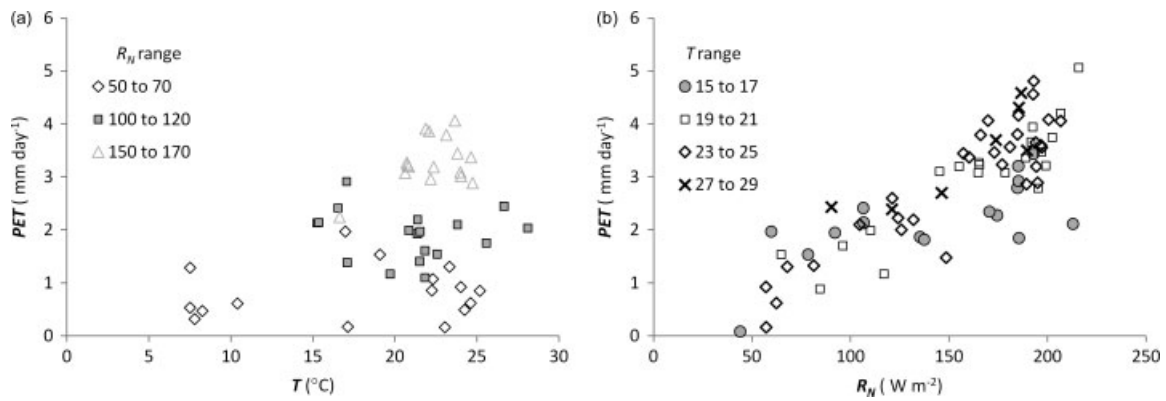 (a)
6
5
4
3
2
1
0
PET ( mm day⁻¹)
R_N range
50 to 70
100 to 120
150 to 170
0 5 10 15 20 25 30
T (°C)
(b)
6
5
4
3
2
1
0
PET ( mm day⁻¹)
T range
15 to 17
19 to 21
23 to 25
27 to 29
0 50 100 150 200 250
R_N ( W m⁻²)